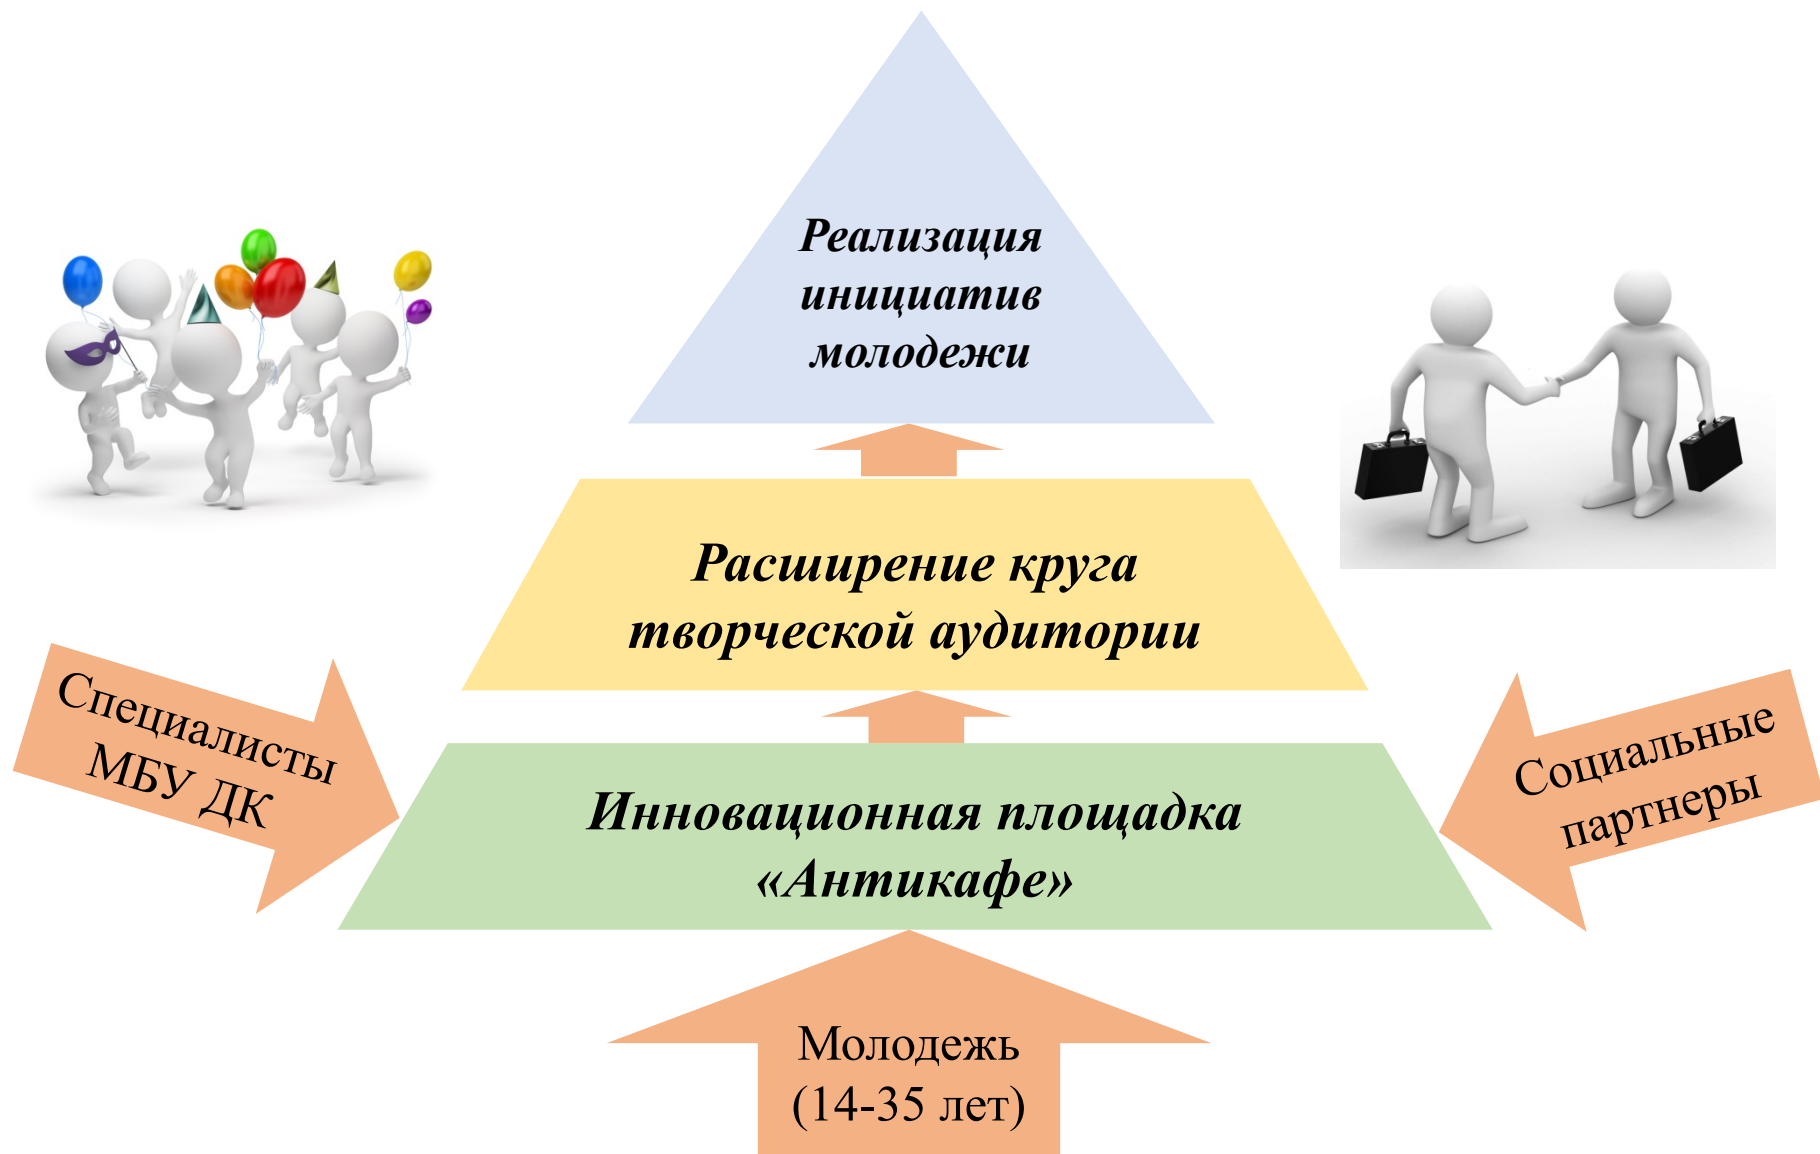 Реализация
инициатив
молодежи
Расширение круга
творческой аудитории
Специалисты
МБУ ДК
Социальные
партнеры
Инновационная площадка
«Антикафе»
Молодежь
(14-35 лет)